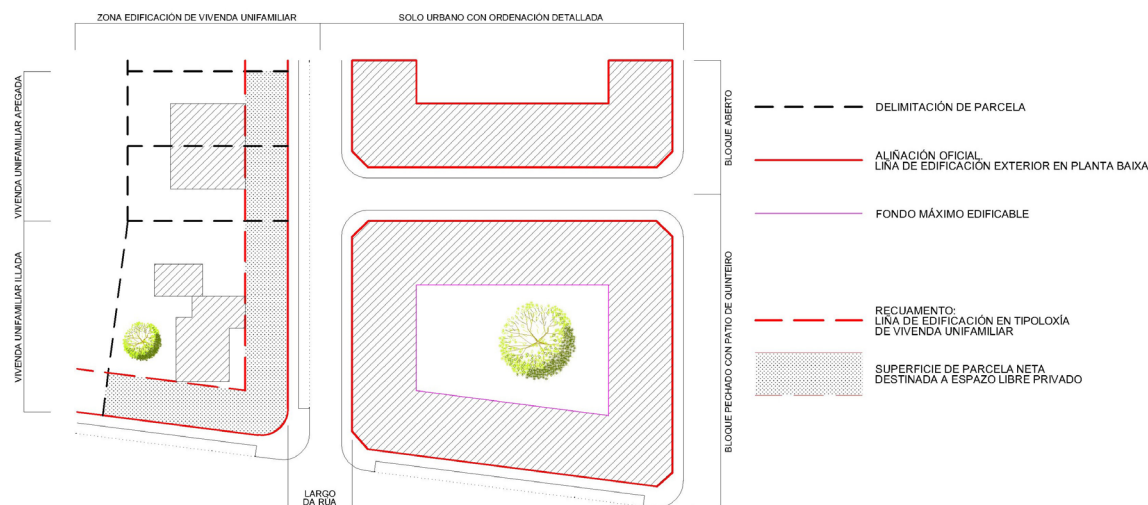 ZONA EDIFICACIÓN DE VIVENDA UNIFAMILIAR
SOLO URBANO CON ORDENACIÓN DETALLADA
VIVENDA UNIFAMILIAR APEGADA
VIVENDA UNIFAMILIAR ILLADA
BLOQUE ABERTO
BLOQUE PECHADO CON PATIO DE QUINTEIRO
LARGO
DA RÚA
DELIMITACIÓN DE PARCELA
ALIÑACIÓN OFICIAL.
LIÑA DE EDIFICACIÓN EXTERIOR EN PLANTA BAIXA
FONDO MÁXIMO EDIFICABLE
RECUAMENTO:
LIÑA DE EDIFICACIÓN EN TIPOLOXÍA
DE VIVENDA UNIFAMILIAR
SUPERFICIE DE PARCELA NETA
DESTINADA A ESPAZO LIBRE PRIVADO